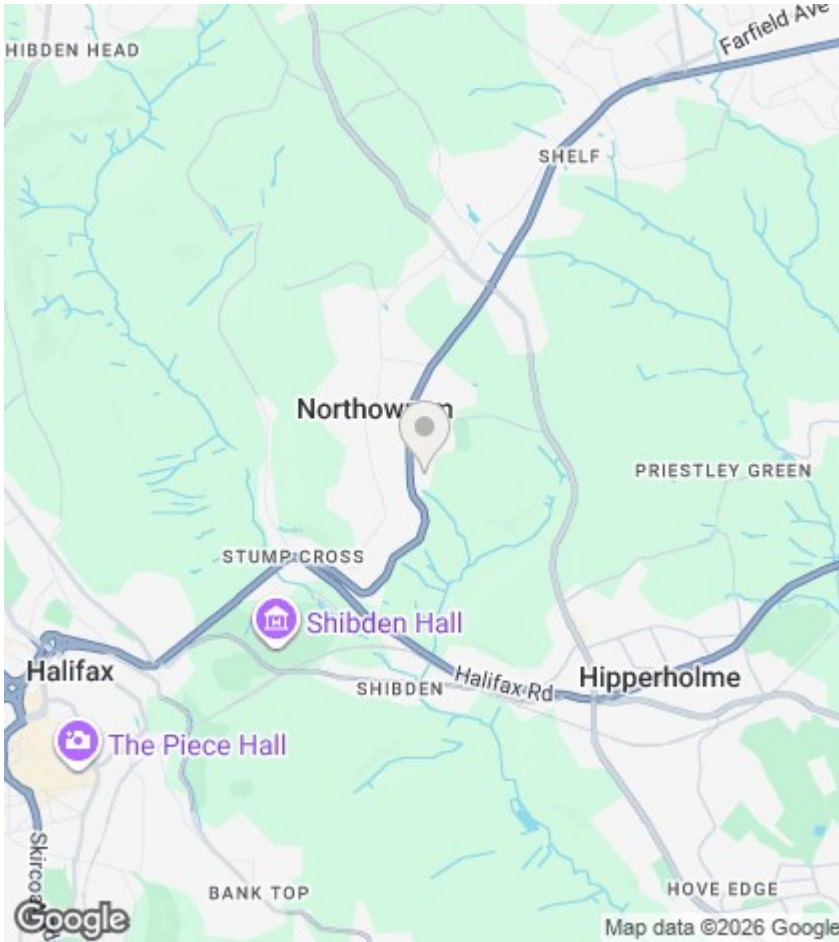 HIBDEN HEAD
Farfield Ave
SHELF
PRIESTLEY GREEN
STUMP CROSS
Shibden Hall
Halifax
Halifax Rd
Hipperholme
SHIBDEN
The Piece Hall
BANK TOP
HOVE EDGE
Google
Map data ©2026 Google